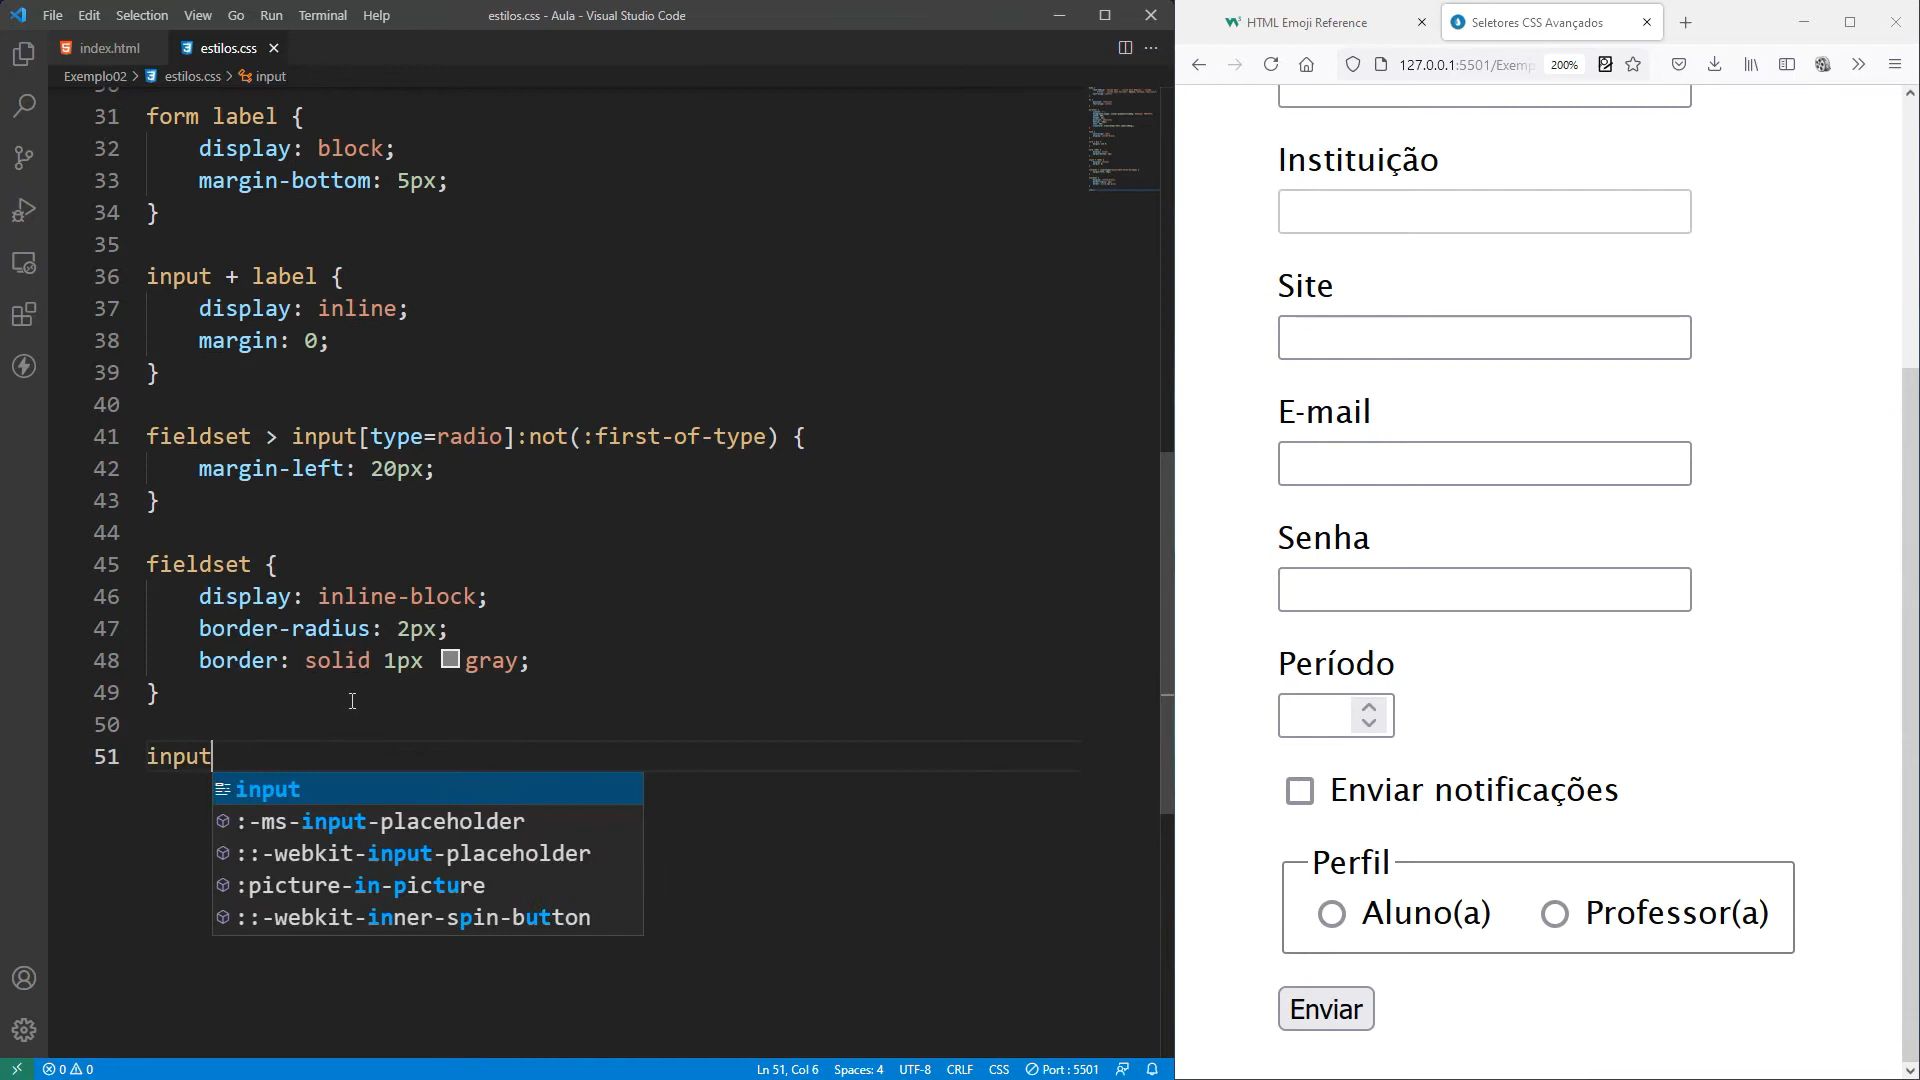 File Edit Selection View Go Run Terminal Help
estilos.css - Aula - Visual Studio Code
index.html
estilos.css
Exemplo02 > estilos.css > input
31 form label {
32 display: block;
33 margin-bottom: 5px;
34 }
35
36 input + label {
37 display: inline;
38 margin: 0;
39 }
40
41 fieldset > input[type=radio]:not(:first-of-type) {
42 margin-left: 20px;
43 }
44
45 fieldset {
46 display: inline-block;
47 border-radius: 2px;
48 border: solid 1px gray;
49 }
50
51 input
input
:-ms-input-placeholder
::-webkit-input-placeholder
:picture-in-picture
::-webkit-inner-spin-button
0 0
Ln 51, Col 6
Spaces: 4
UTF-8
CRLF
CSS
Port : 5501
HTML Emoji Reference
Seletores CSS Avançados
127.0.0.1:5501/Exemp
200%
Instituição
Site
E-mail
Senha
Período
Enviar notificações
Perfil
Aluno(a) Professor(a)
Enviar